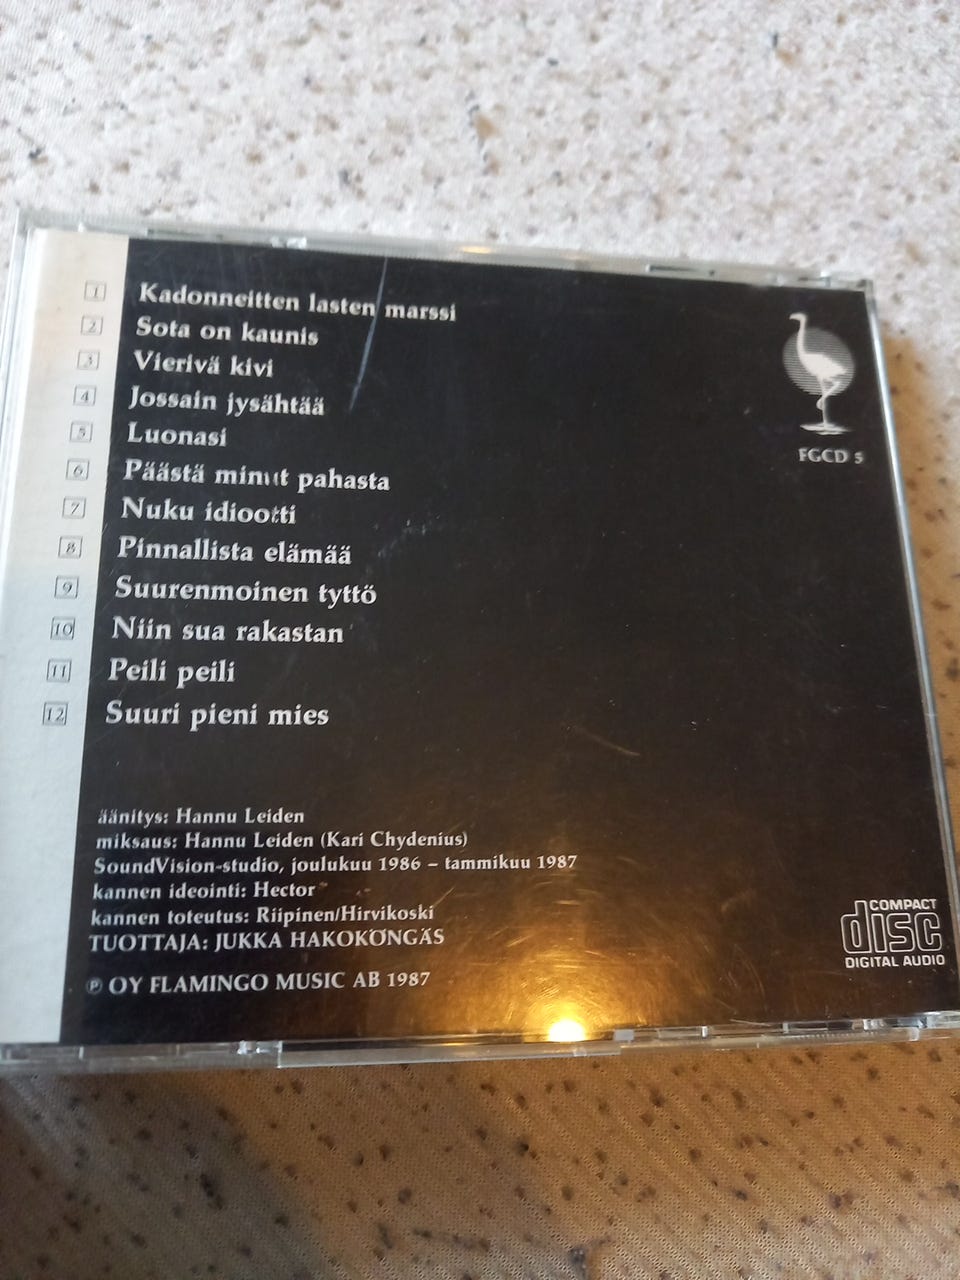 1 Kadonneitten lasten marssi
2 Sota on kaunis
3 Vierivä kivi
4 Jossain jysähtää
5 Luonasi
6 Päästä minut pahasta
7 Nuku idiootti
8 Pinnallista elämää
9 Suurenmoinen tyttö
10 Niin sua rakastan
11 Peili peili
12 Suuri pieni mies
FGCD 5
äänitys: Hannu Leiden
miksaus: Hannu Leiden (Kari Chydenius)
SoundVision-studio, joulukuu 1986 – tammikuu 1987
kannen ideointi: Hector
kannen toteutus: Riipinen/Hirvikoski
TUOTTAJA: JUKKA HAKOKÖNGÄS
℗ OY FLAMINGO MUSIC AB 1987
COMPACT
disc
DIGITAL AUDIO